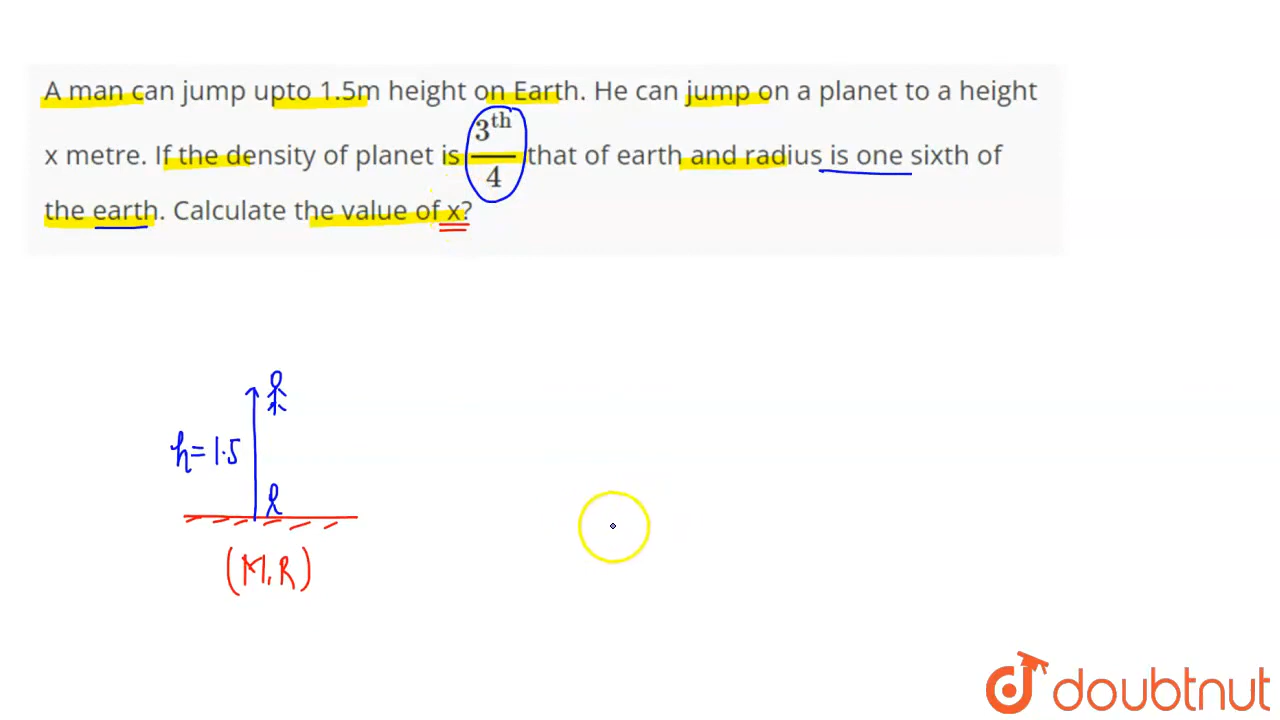 A man can jump upto 1.5m height on Earth. He can jump on a planet to a height
x metre. If the density of planet is 3th/4 that of earth and radius is one sixth of
the earth. Calculate the value of x?
h=1.5
(M,R)
doubtnut